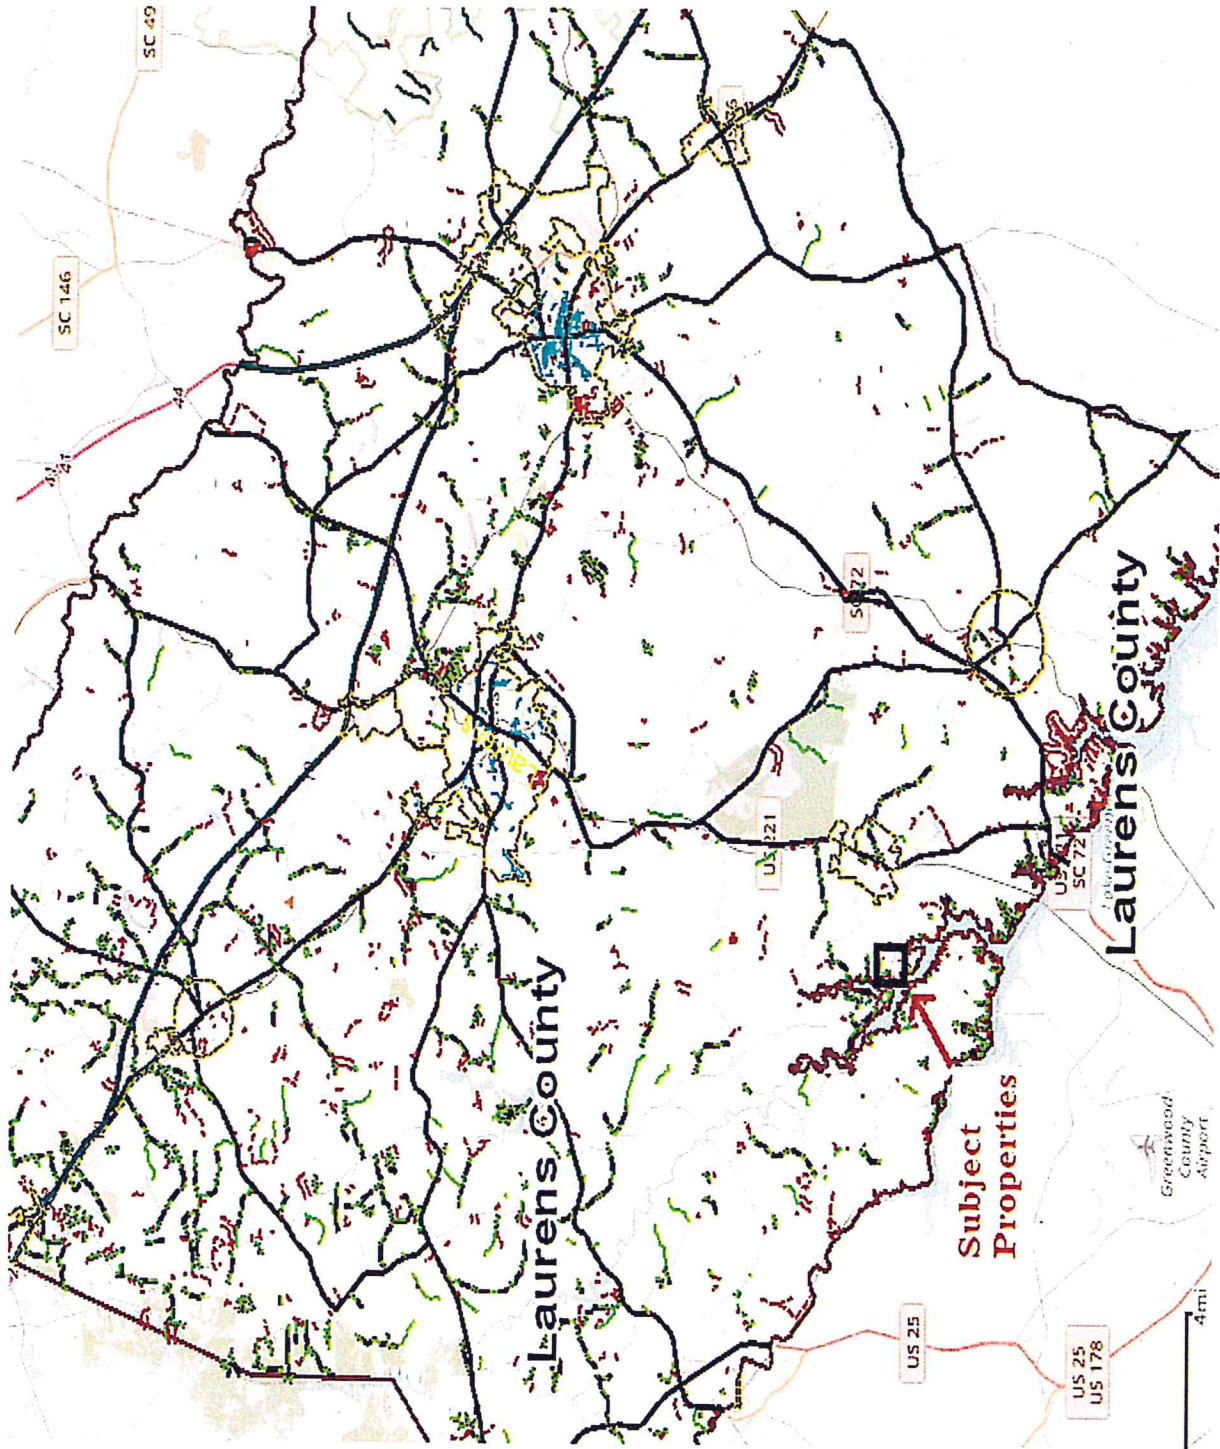 SC 49
SC 146
Laurens
SC 72
US 221
Laurens County
Laurens County
SC 72
Subject
Properties
Greenwood
County
Airport
US 25
US 25
US 178
4mi